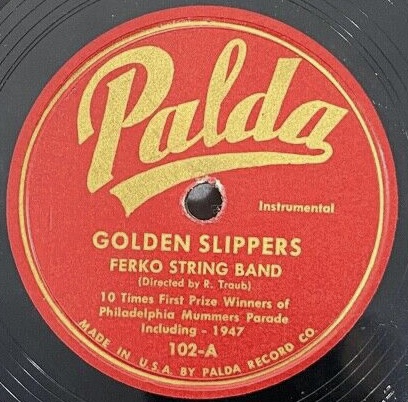 Palda
Instrumental
GOLDEN SLIPPERS
FERKO STRING BAND
(Directed by R. Traub)
10 Times First Prize Winners of
Philadelphia Mummers Parade
Including - 1947
102-A
MADE IN U.S.A. BY PALDA RECORD CO.